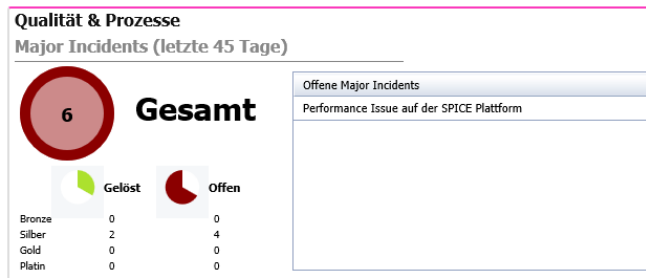 Qualität & Prozesse
Major Incidents (letzte 45 Tage)
6
Gesamt
Gelöst Offen
Bronze 0 0
Silber 2 4
Gold 0 0
Platin 0 0
Offene Major Incidents
Performance Issue auf der SPICE Plattform